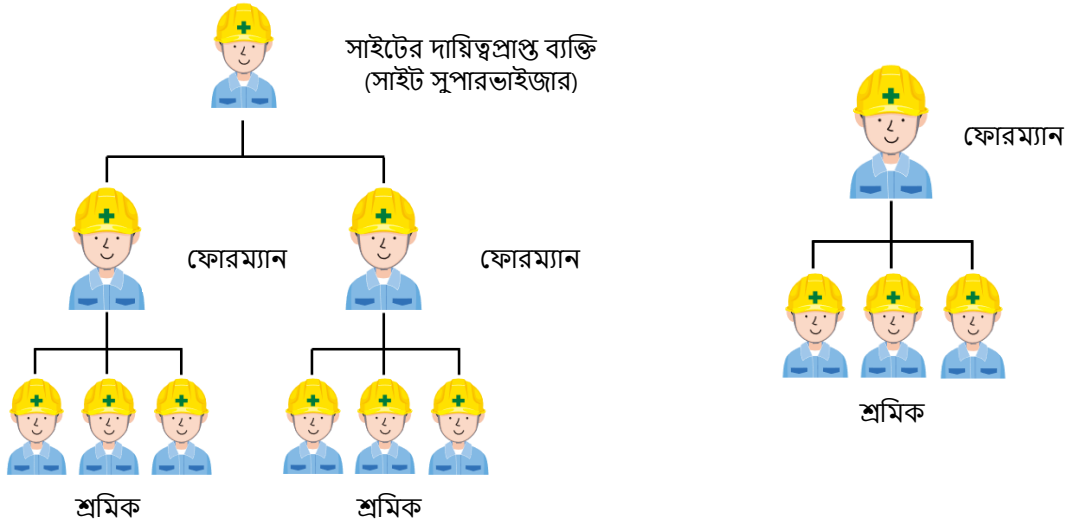 সাইটের দায়িত্বপ্রাপ্ত ব্যক্তি
(সাইট সুপারভাইজার)
ফোরম্যান
ফোরম্যান
ফোরম্যান
শ্রমিক
শ্রমিক
শ্রমিক